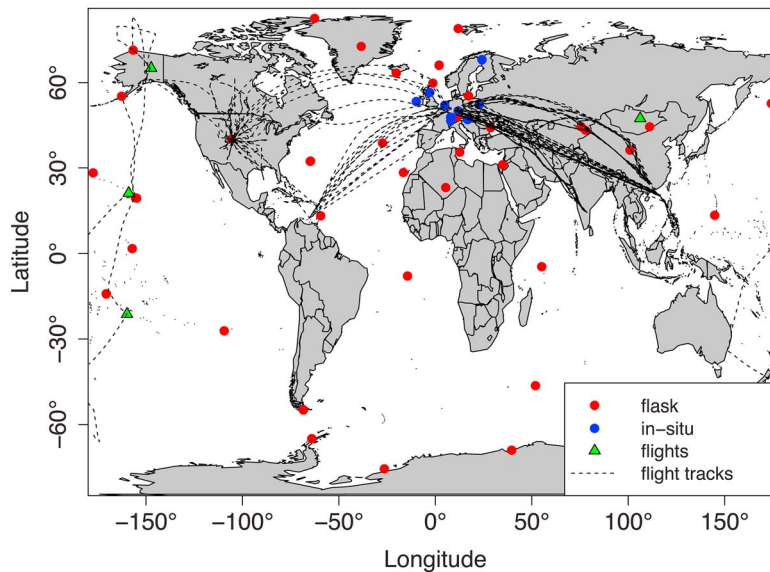 Latitude
60°
30°
0°
−30°
−60°
flask
in−situ
flights
flight tracks
−150°
−100°
−50°
0°
50°
100°
150°
Longitude